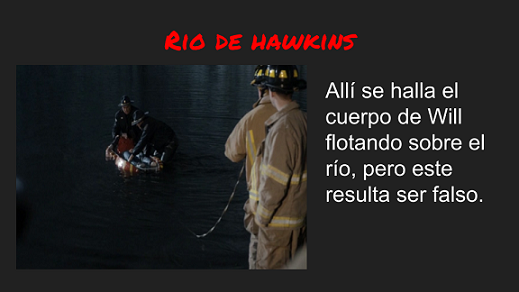 Rio de hawkins
Allí se halla el
cuerpo de Will
flotando sobre el
río, pero este
resulta ser falso.